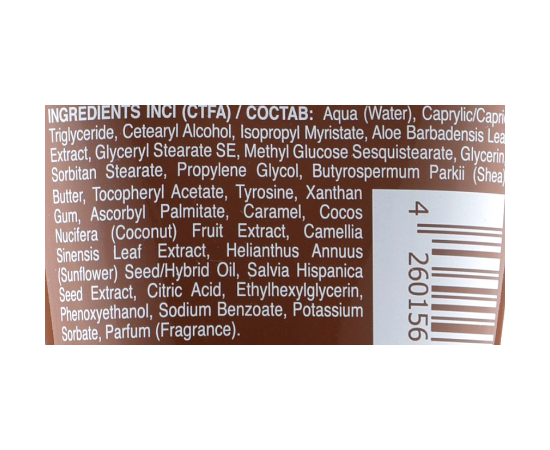 INGREDIENTS INCI (CTFA) / СОСТАВ: Aqua (Water), Caprylic/Capric
Triglyceride, Cetearyl Alcohol, Isopropyl Myristate, Aloe Barbadensis Lea
Extract, Glyceryl Stearate SE, Methyl Glucose Sesquistearate, Glycerin,
Sorbitan Stearate, Propylene Glycol, Butyrospermum Parkii (Shea)
Butter, Tocopheryl Acetate, Tyrosine, Xanthan
Gum, Ascorbyl Palmitate, Caramel, Cocos
Nucifera (Coconut) Fruit Extract, Camellia
Sinensis Leaf Extract, Helianthus Annuus
(Sunflower) Seed/Hybrid Oil, Salvia Hispanica
Seed Extract, Citric Acid, Ethylhexylglycerin,
Phenoxyethanol, Sodium Benzoate, Potassium
Sorbate, Parfum (Fragrance).
4 260156